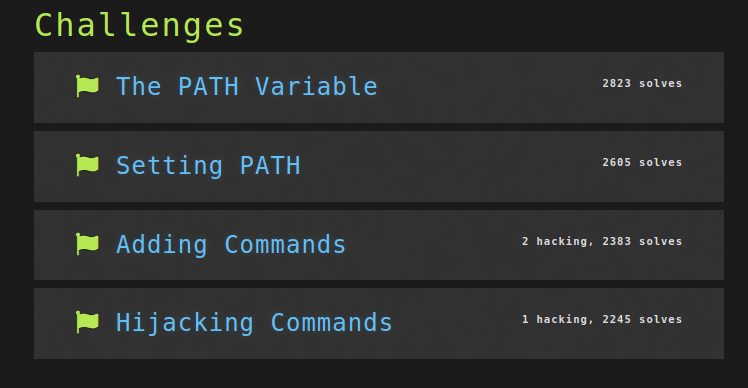 Challenges
The PATH Variable 2823 solves
Setting PATH 2605 solves
Adding Commands 2 hacking, 2383 solves
Hijacking Commands 1 hacking, 2245 solves